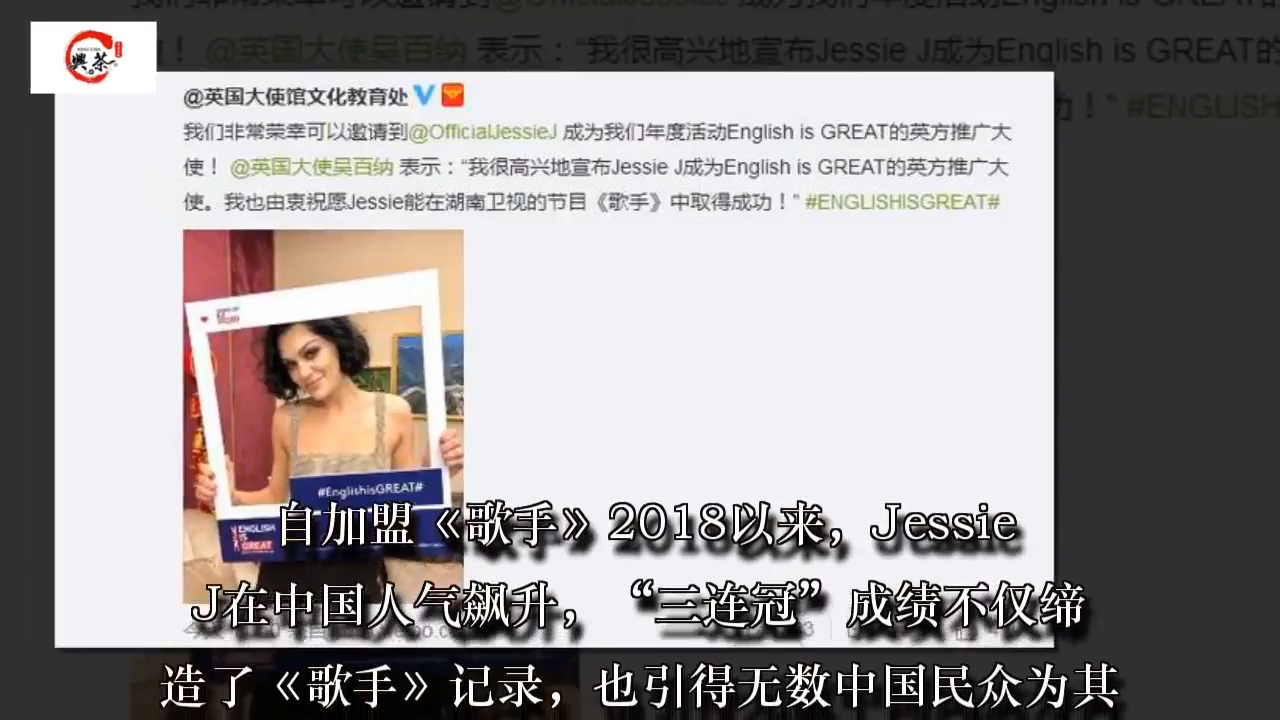 興茶
@英国大使馆文化教育处
我们非常荣幸可以邀请到@OfficialJessieJ 成为我们年度活动English is GREAT的英方推广大
使！ @英国大使吴百纳 表示：“我很高兴地宣布Jessie J成为English is GREAT的英方推广大
使。我也由衷祝愿Jessie能在湖南卫视的节目《歌手》中取得成功！” #ENGLISHISGREAT#
#EnglishisGREAT#
ENGLISH
IS
GREAT
自加盟《歌手》2018以来，Jessie
J在中国人气飙升，“三连冠”成绩不仅缔
造了《歌手》记录，也引得无数中国民众为其